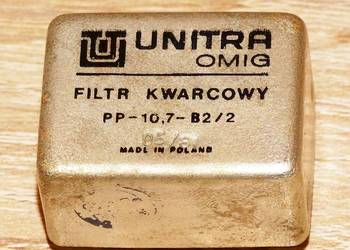 UNITRA
OMIG
FILTR KWARCOWY
PP-10,7-B2/2
MADE IN POLAND